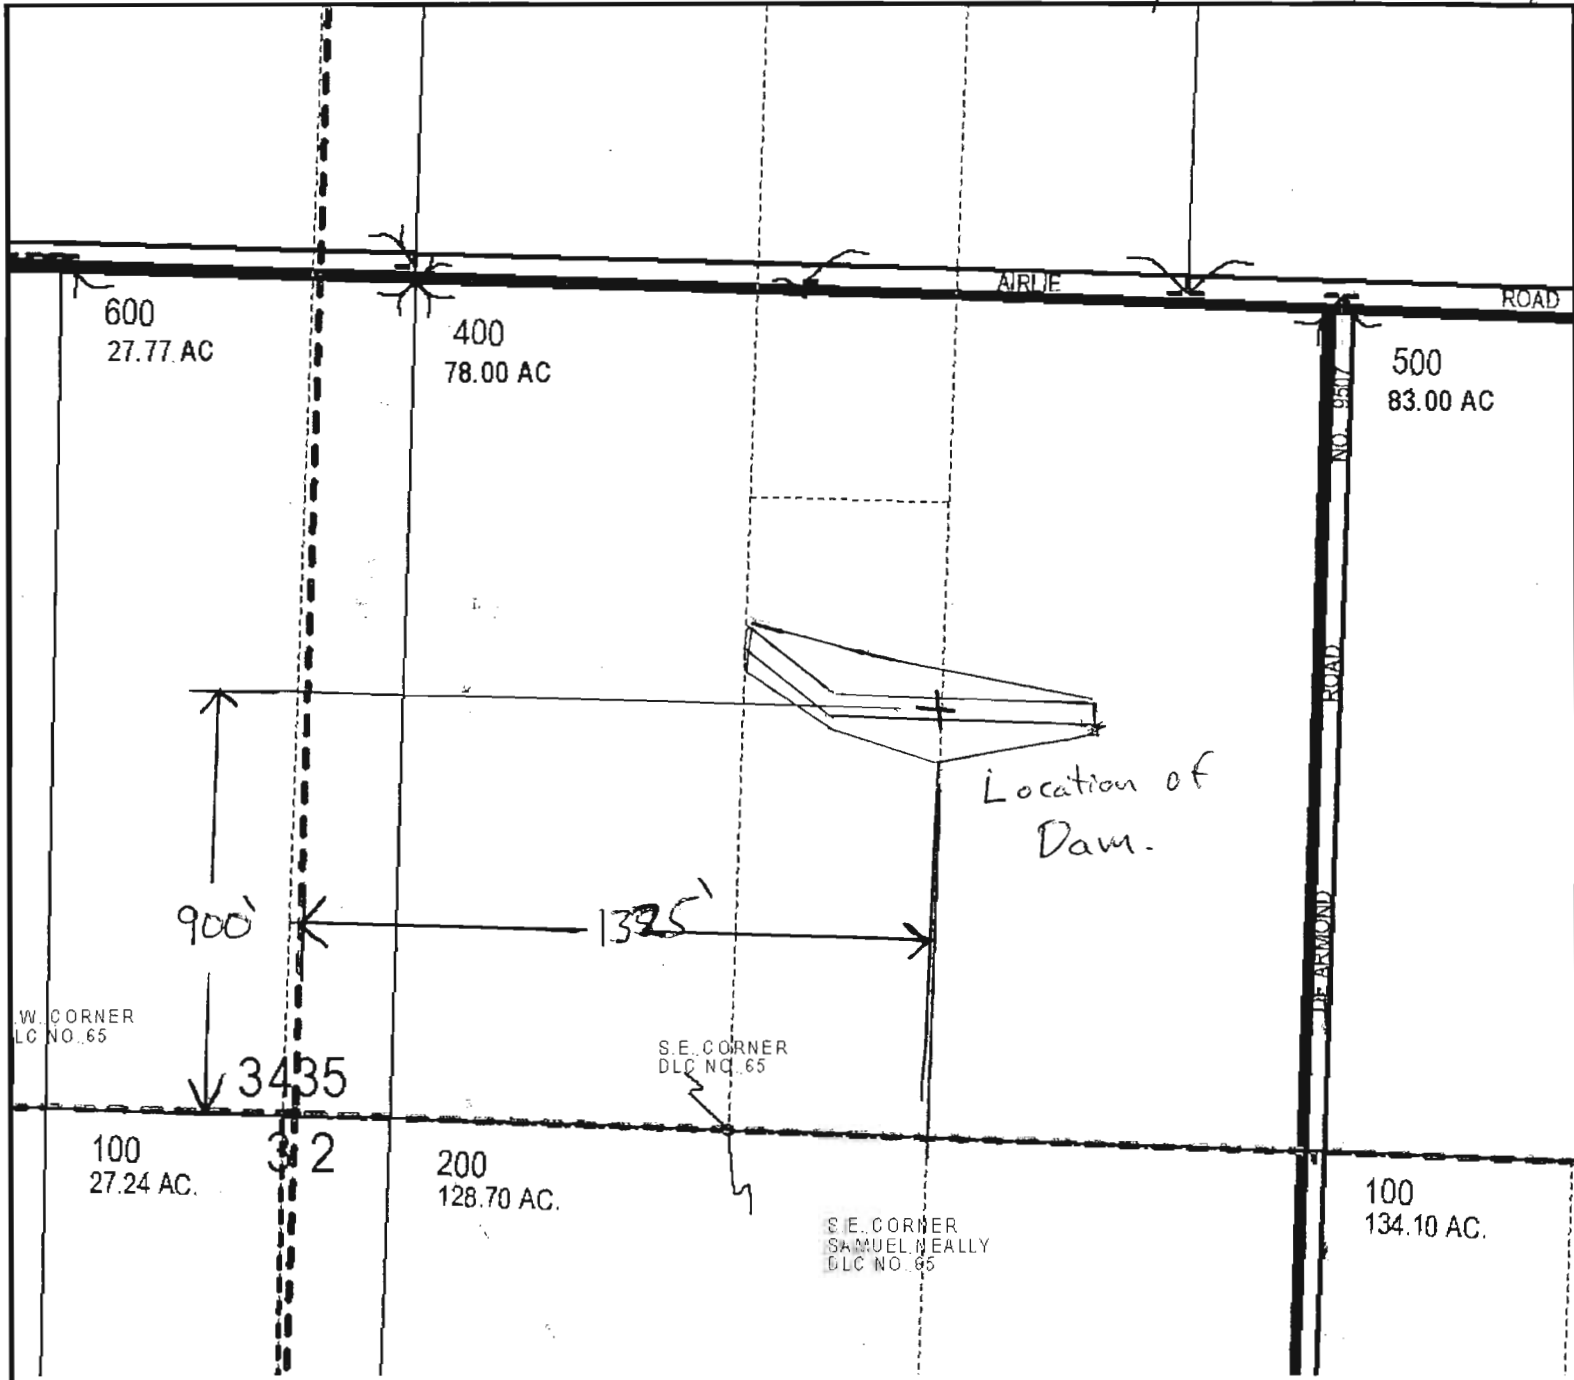 AIRLIE
ROAD
600
27.77 AC
400
78.00 AC
500
83.00 AC
NO. 9507
ROAD
DE ARMOND
Location of
Dam.
900'
W. CORNER
LC NO. 65
S.E. CORNER
DLC NO. 65
34 35
3 2
100
27.24 AC.
200
128.70 AC.
100
134.10 AC.
S.E. CORNER
SAMUEL NEALLY
DLC NO. 65